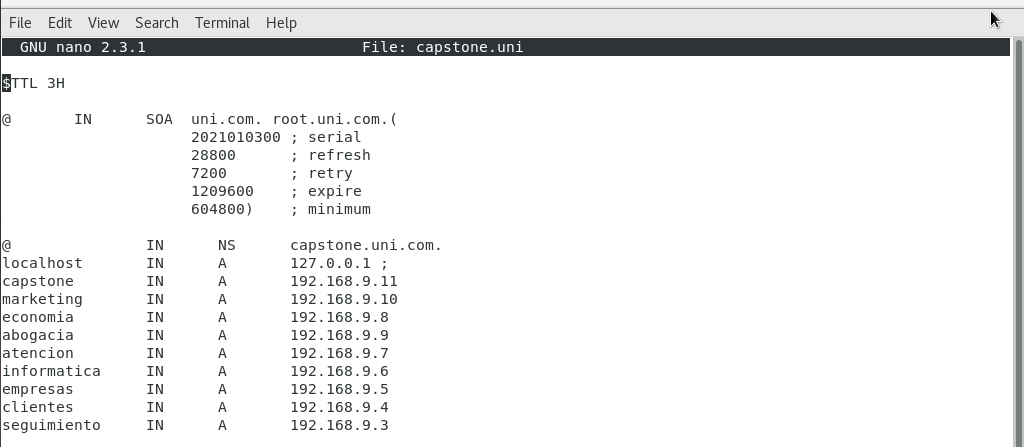 File Edit View Search Terminal Help
GNU nano 2.3.1 File: capstone.uni
$TTL 3H
@ IN SOA uni.com. root.uni.com.(
2021010300 ; serial
28800 ; refresh
7200 ; retry
1209600 ; expire
604800) ; minimum
@ IN NS capstone.uni.com.
localhost IN A 127.0.0.1 ;
capstone IN A 192.168.9.11
marketing IN A 192.168.9.10
economia IN A 192.168.9.8
abogacia IN A 192.168.9.9
atencion IN A 192.168.9.7
informatica IN A 192.168.9.6
empresas IN A 192.168.9.5
clientes IN A 192.168.9.4
seguimiento IN A 192.168.9.3